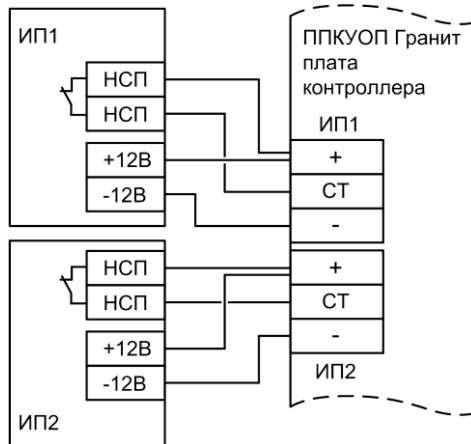 ИП1
НСП
НСП
+12В
-12В
НСП
НСП
+12В
-12В
ИП2
ППКУОП Гранит
плата
контроллера
ИП1
+
СТ
-
+
СТ
-
ИП2